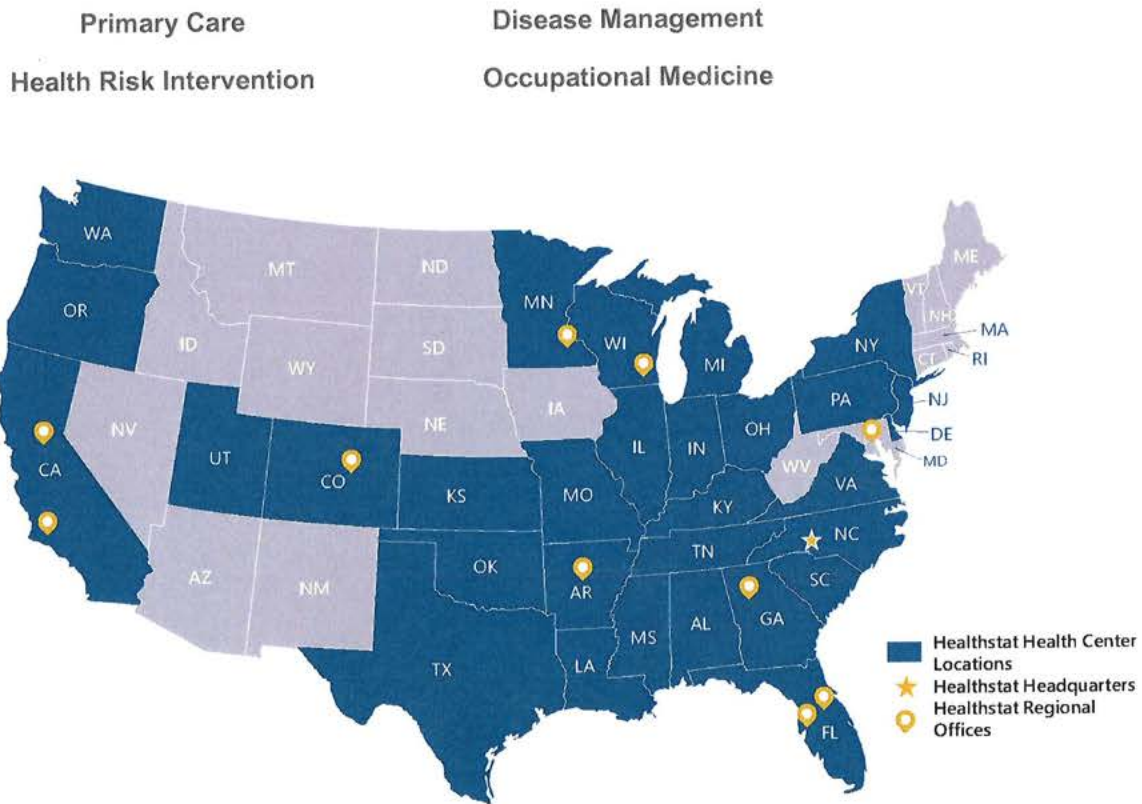 Primary Care
Disease Management
Health Risk Intervention
Occupational Medicine
WA
MT
ND
ME
OR
MN
VT
ID
SD
WI
NH
MA
WY
MI
NY
CT
RI
NE
IA
PA
NJ
NV
UT
IL
IN
OH
DE
CA
CO
WV
MD
KS
MO
KY
VA
AZ
NM
OK
TN
NC
AR
SC
TX
MS
AL
GA
LA
FL
Healthstat Health Center
Locations
Healthstat Headquarters
Healthstat Regional
Offices